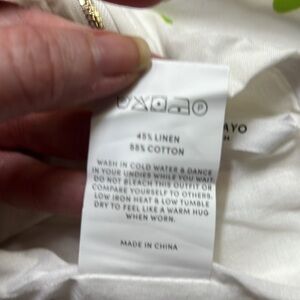 P
45% LINEN
55% COTTON
WASH IN COLD WATER & DANCE
IN YOUR UNDIES WHILE YOU WAIT
DO NOT BLEACH THIS OUTFIT OR
COMPARE YOURSELF TO OTHERS.
LOW IRON HEAT & LOW TUMBLE
DRY TO FEEL LIKE A WARM HUG
WHEN WORN.
MADE IN CHINA
AYO